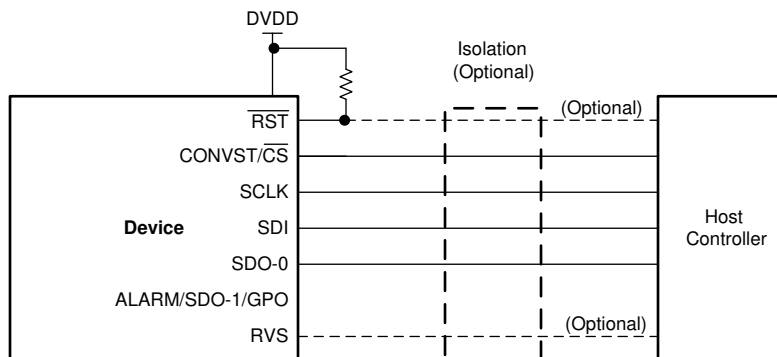 DVDD
Isolation
(Optional)
RST
(Optional)
CONVST/CS
SCLK
Device
SDI
Host
Controller
SDO-0
ALARM/SDO-1/GPO
RVS
(Optional)